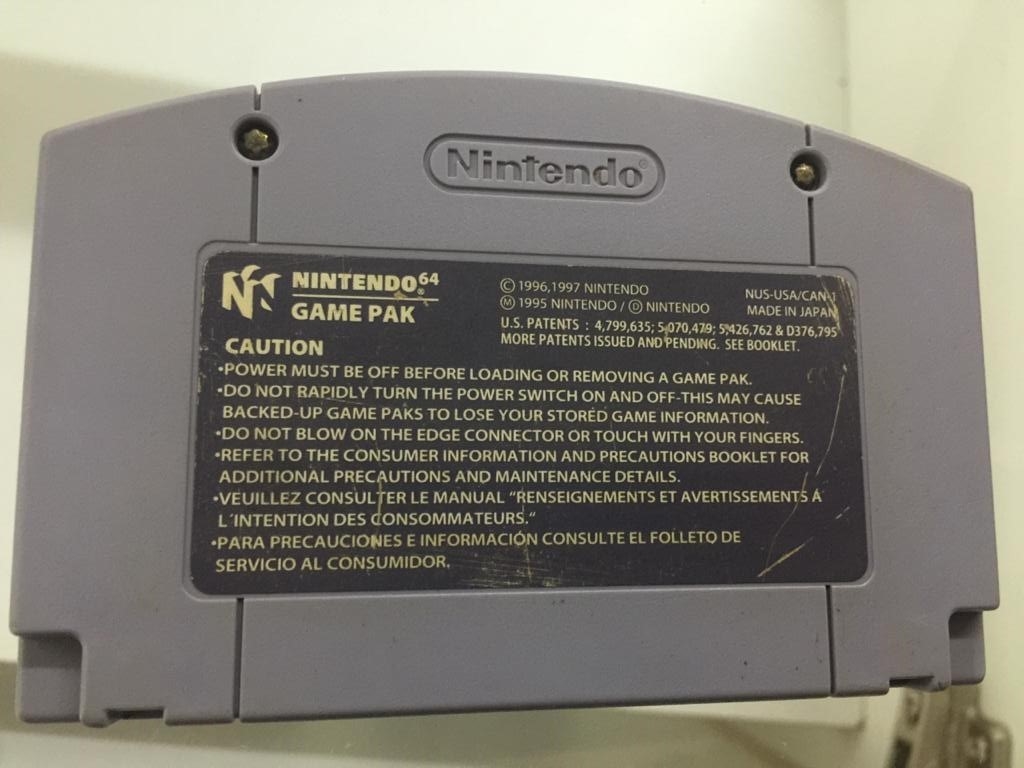 Nintendo®
NINTENDO64®
GAME PAK
©1996,1997 NINTENDO
Ⓜ 1995 NINTENDO / Ⓓ NINTENDO
NUS-USA/CAN-1
MADE IN JAPAN
U.S. PATENTS : 4,799,635; 5,070,479; 5,426,762 & D376,795
MORE PATENTS ISSUED AND PENDING. SEE BOOKLET.
CAUTION
•POWER MUST BE OFF BEFORE LOADING OR REMOVING A GAME PAK.
•DO NOT RAPIDLY TURN THE POWER SWITCH ON AND OFF-THIS MAY CAUSE
BACKED-UP GAME PAKS TO LOSE YOUR STORED GAME INFORMATION.
•DO NOT BLOW ON THE EDGE CONNECTOR OR TOUCH WITH YOUR FINGERS.
•REFER TO THE CONSUMER INFORMATION AND PRECAUTIONS BOOKLET FOR
ADDITIONAL PRECAUTIONS AND MAINTENANCE DETAILS.
•VEUILLEZ CONSULTER LE MANUAL “RENSEIGNEMENTS ET AVERTISSEMENTS Á
L'INTENTION DES CONSOMMATEURS.“
•PARA PRECAUCIONES E INFORMACIÓN CONSULTE EL FOLLETO DE
SERVICIO AL CONSUMIDOR.